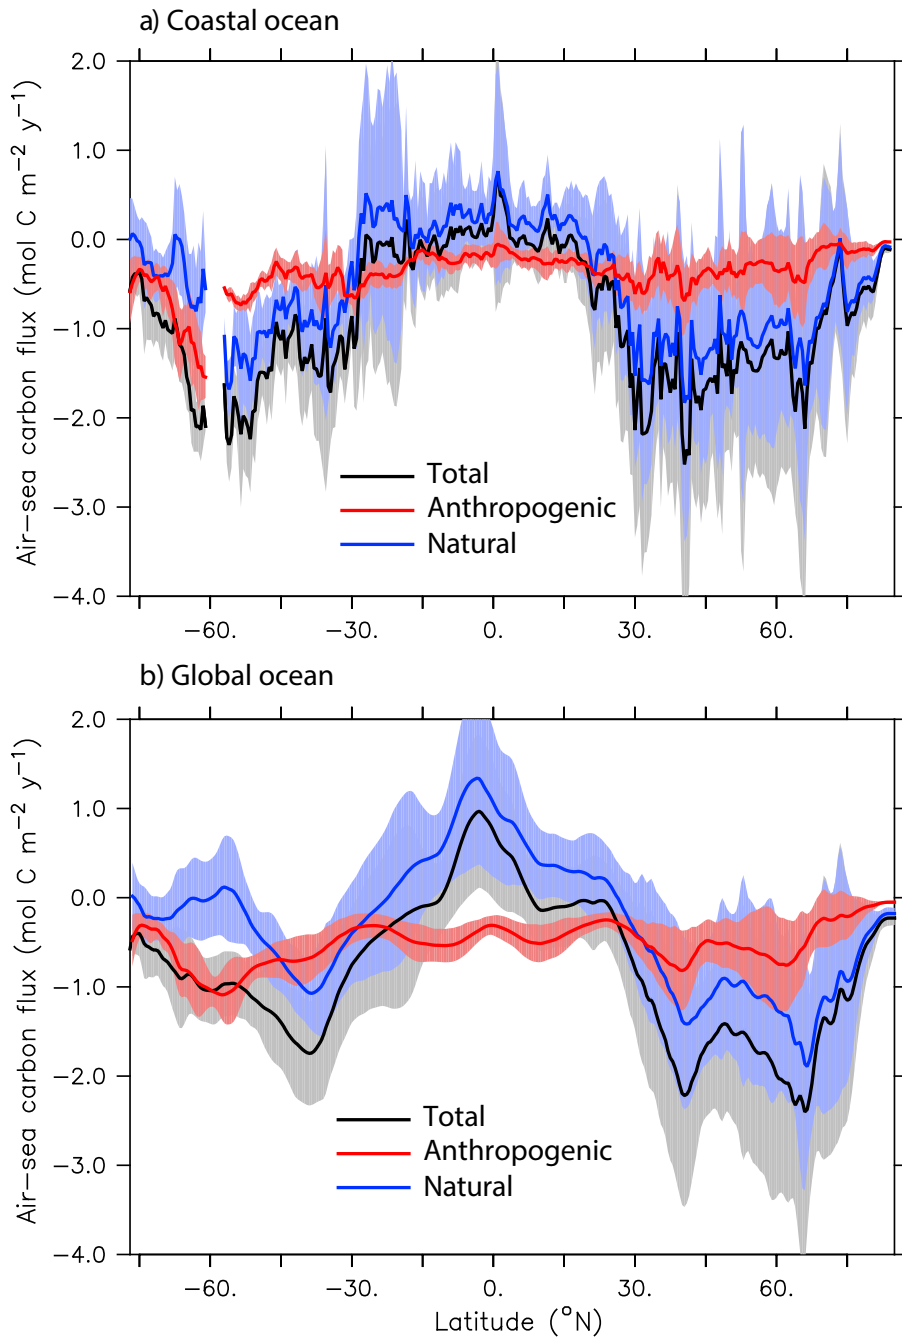 a) Coastal ocean
2.0
1.0
0.0
−1.0
−2.0
−3.0
−4.0
Air−sea carbon flux (mol C m−2 y−1)
Total
Anthropogenic
Natural
−60. −30. 0. 30. 60.
b) Global ocean
2.0
1.0
0.0
−1.0
−2.0
−3.0
−4.0
Air−sea carbon flux (mol C m−2 y−1)
Total
Anthropogenic
Natural
−60. −30. 0. 30. 60.
Latitude (°N)